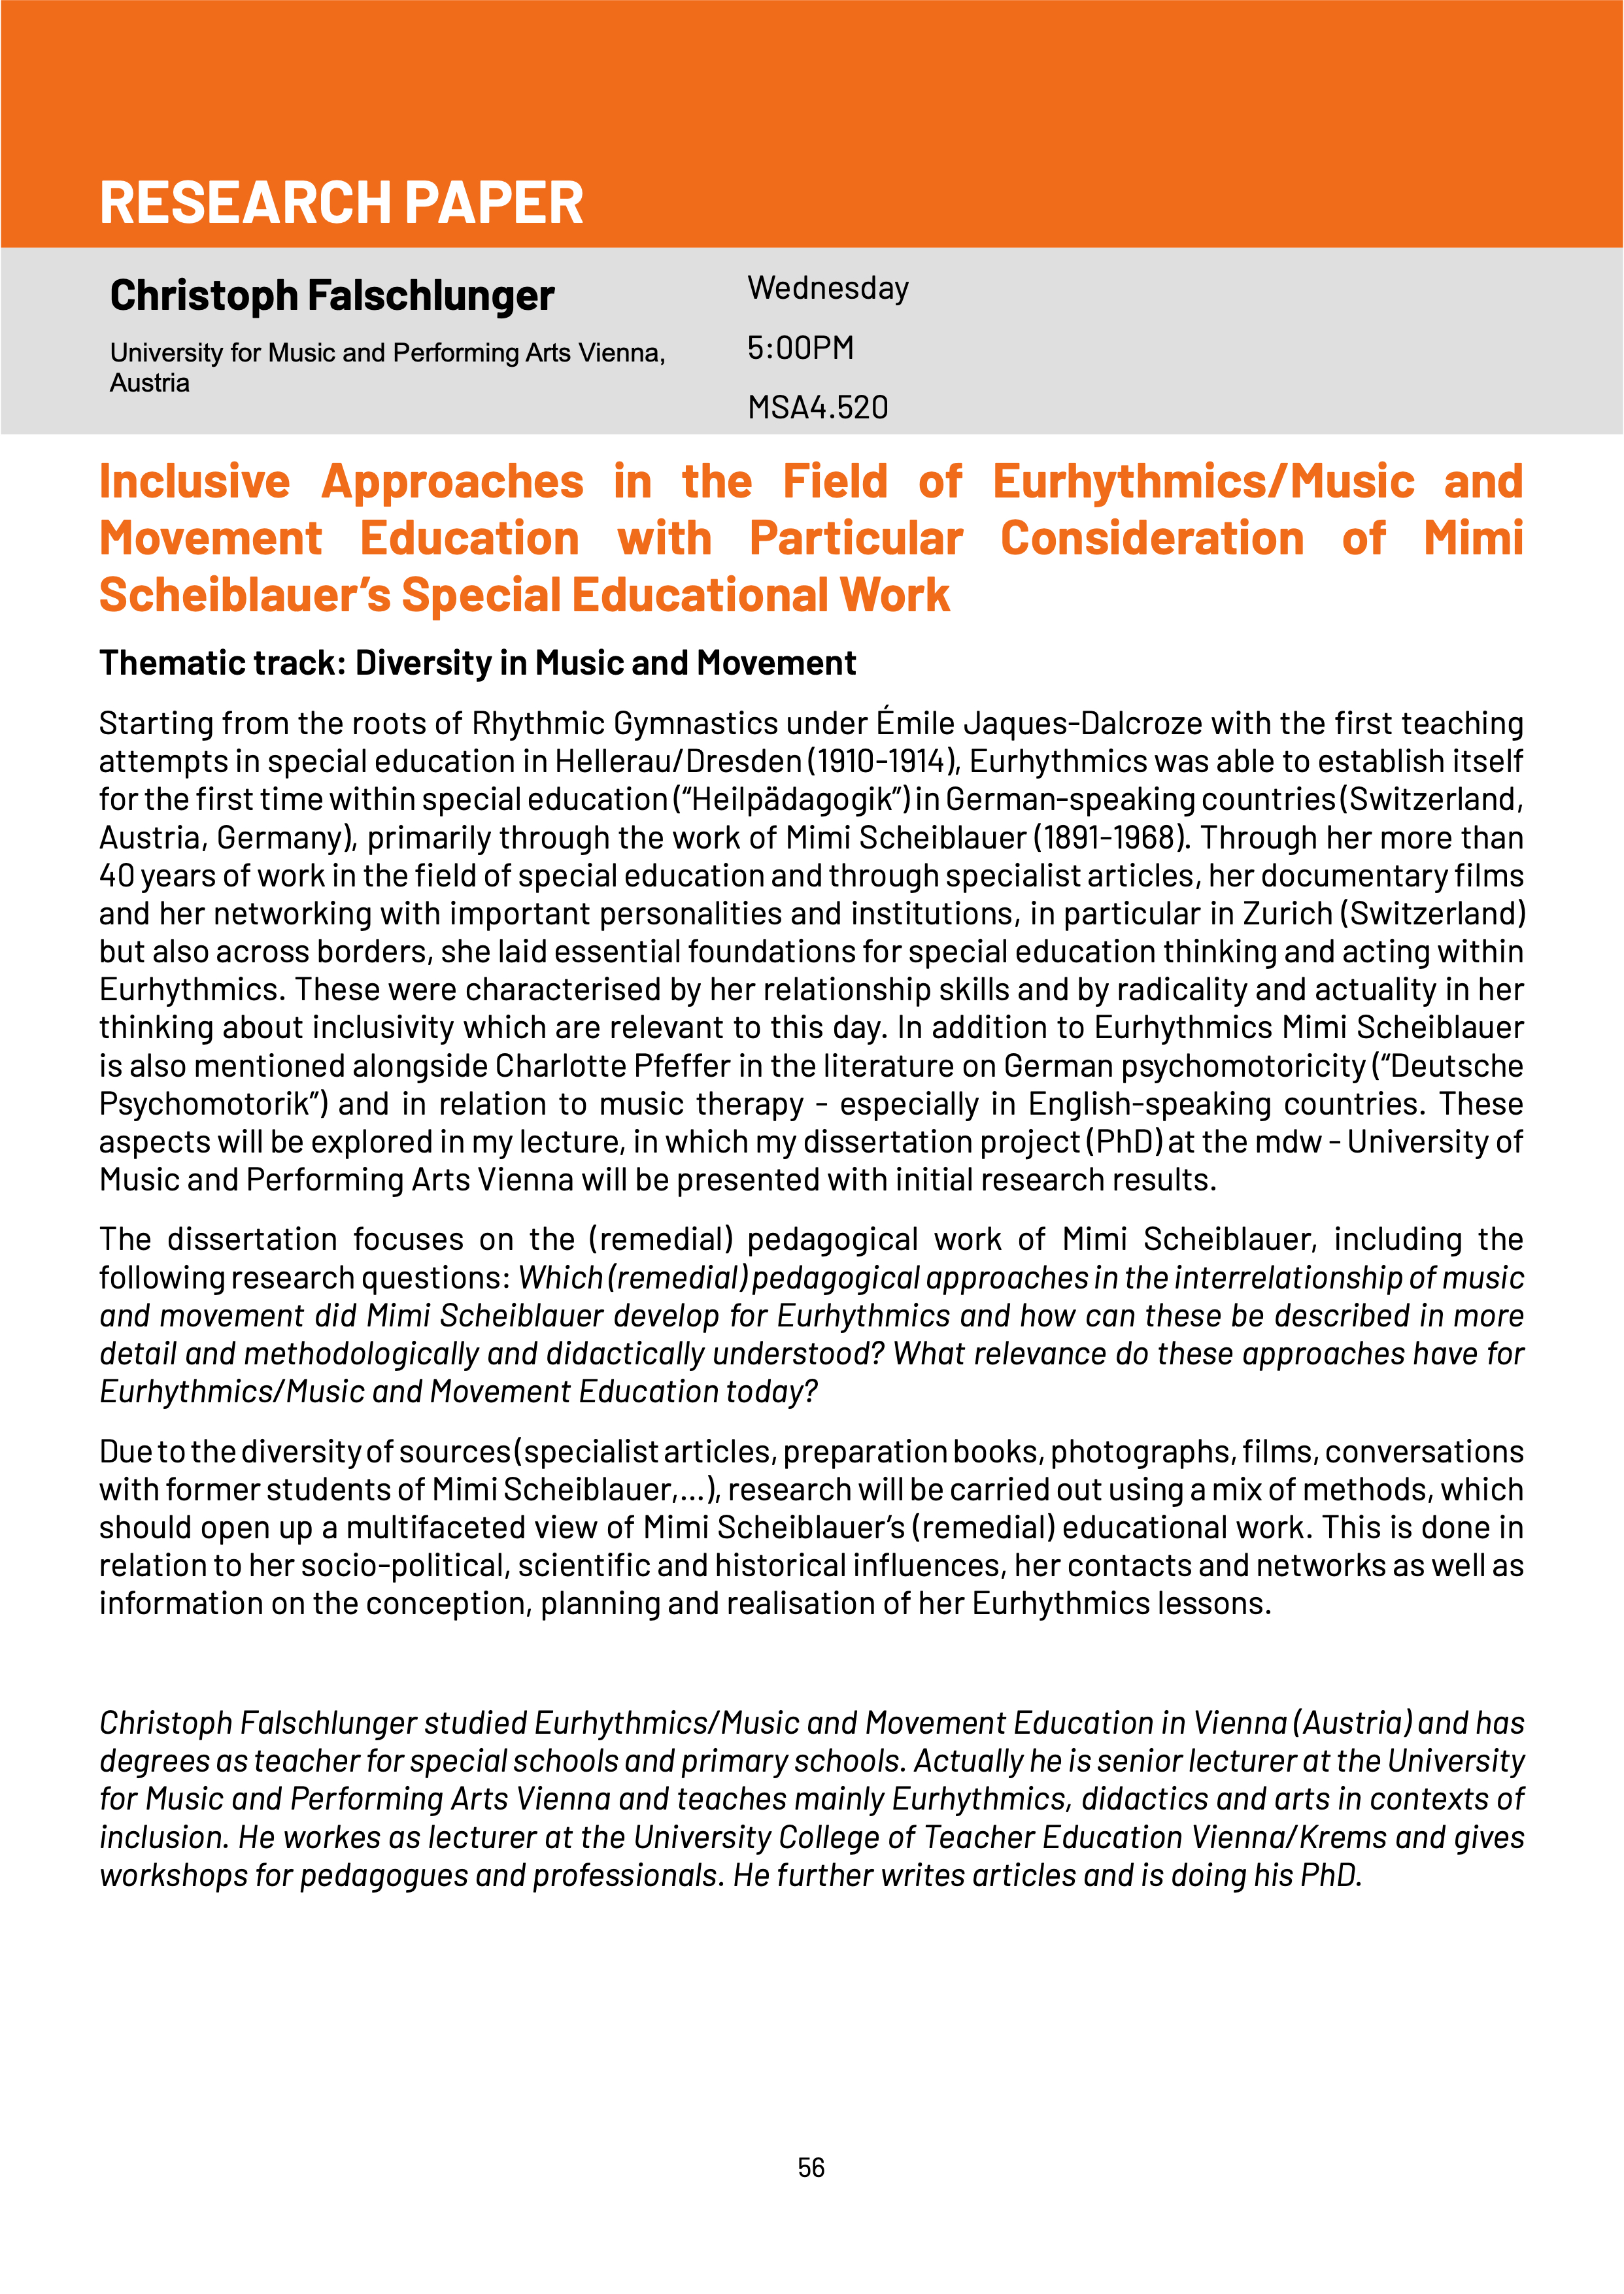 RESEARCH PAPER
Christoph Falschlunger
University for Music and Performing Arts Vienna,
Austria
Wednesday
5:00PM
MSA4.520
Inclusive Approaches in the Field of Eurhythmics/Music and
Movement Education with Particular Consideration of Mimi
Scheiblauer’s Special Educational Work
Thematic track: Diversity in Music and Movement
Starting from the roots of Rhythmic Gymnastics under Émile Jaques-Dalcroze with the first teaching
attempts in special education in Hellerau/Dresden (1910-1914), Eurhythmics was able to establish itself
for the first time within special education (“Heilpädagogik”) in German-speaking countries (Switzerland,
Austria, Germany), primarily through the work of Mimi Scheiblauer (1891-1968). Through her more than
40 years of work in the field of special education and through specialist articles, her documentary films
and her networking with important personalities and institutions, in particular in Zurich (Switzerland)
but also across borders, she laid essential foundations for special education thinking and acting within
Eurhythmics. These were characterised by her relationship skills and by radicality and actuality in her
thinking about inclusivity which are relevant to this day. In addition to Eurhythmics Mimi Scheiblauer
is also mentioned alongside Charlotte Pfeffer in the literature on German psychomotoricity (“Deutsche
Psychomotorik”) and in relation to music therapy - especially in English-speaking countries. These
aspects will be explored in my lecture, in which my dissertation project (PhD) at the mdw - University of
Music and Performing Arts Vienna will be presented with initial research results.
The dissertation focuses on the (remedial) pedagogical work of Mimi Scheiblauer, including the
following research questions: Which (remedial) pedagogical approaches in the interrelationship of music
and movement did Mimi Scheiblauer develop for Eurhythmics and how can these be described in more
detail and methodologically and didactically understood? What relevance do these approaches have for
Eurhythmics/Music and Movement Education today?
Due to the diversity of sources (specialist articles, preparation books, photographs, films, conversations
with former students of Mimi Scheiblauer,...), research will be carried out using a mix of methods, which
should open up a multifaceted view of Mimi Scheiblauer’s (remedial) educational work. This is done in
relation to her socio-political, scientific and historical influences, her contacts and networks as well as
information on the conception, planning and realisation of her Eurhythmics lessons.
Christoph Falschlunger studied Eurhythmics/Music and Movement Education in Vienna (Austria) and has
degrees as teacher for special schools and primary schools. Actually he is senior lecturer at the University
for Music and Performing Arts Vienna and teaches mainly Eurhythmics, didactics and arts in contexts of
inclusion. He workes as lecturer at the University College of Teacher Education Vienna/Krems and gives
workshops for pedagogues and professionals. He further writes articles and is doing his PhD.
56